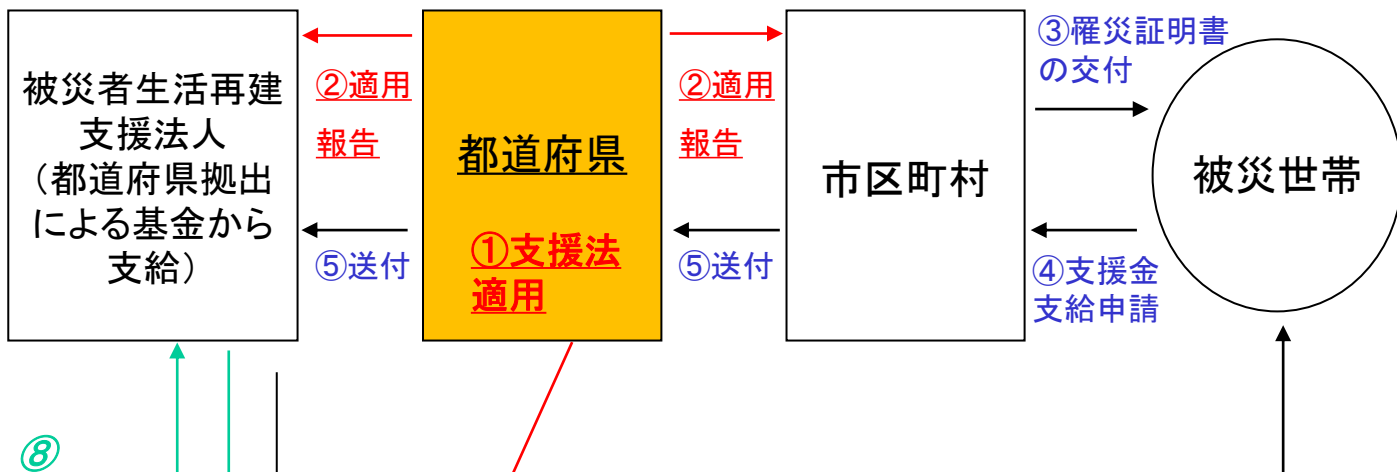 被災者生活再建
支援法人
（都道府県拠出
による基金から
支給）
②適用
報告
⑤送付
都道府県
①支援法
適用
②適用
報告
⑤送付
市区町村
③罹災証明書
の交付
④支援金
支給申請
被災世帯
⑧